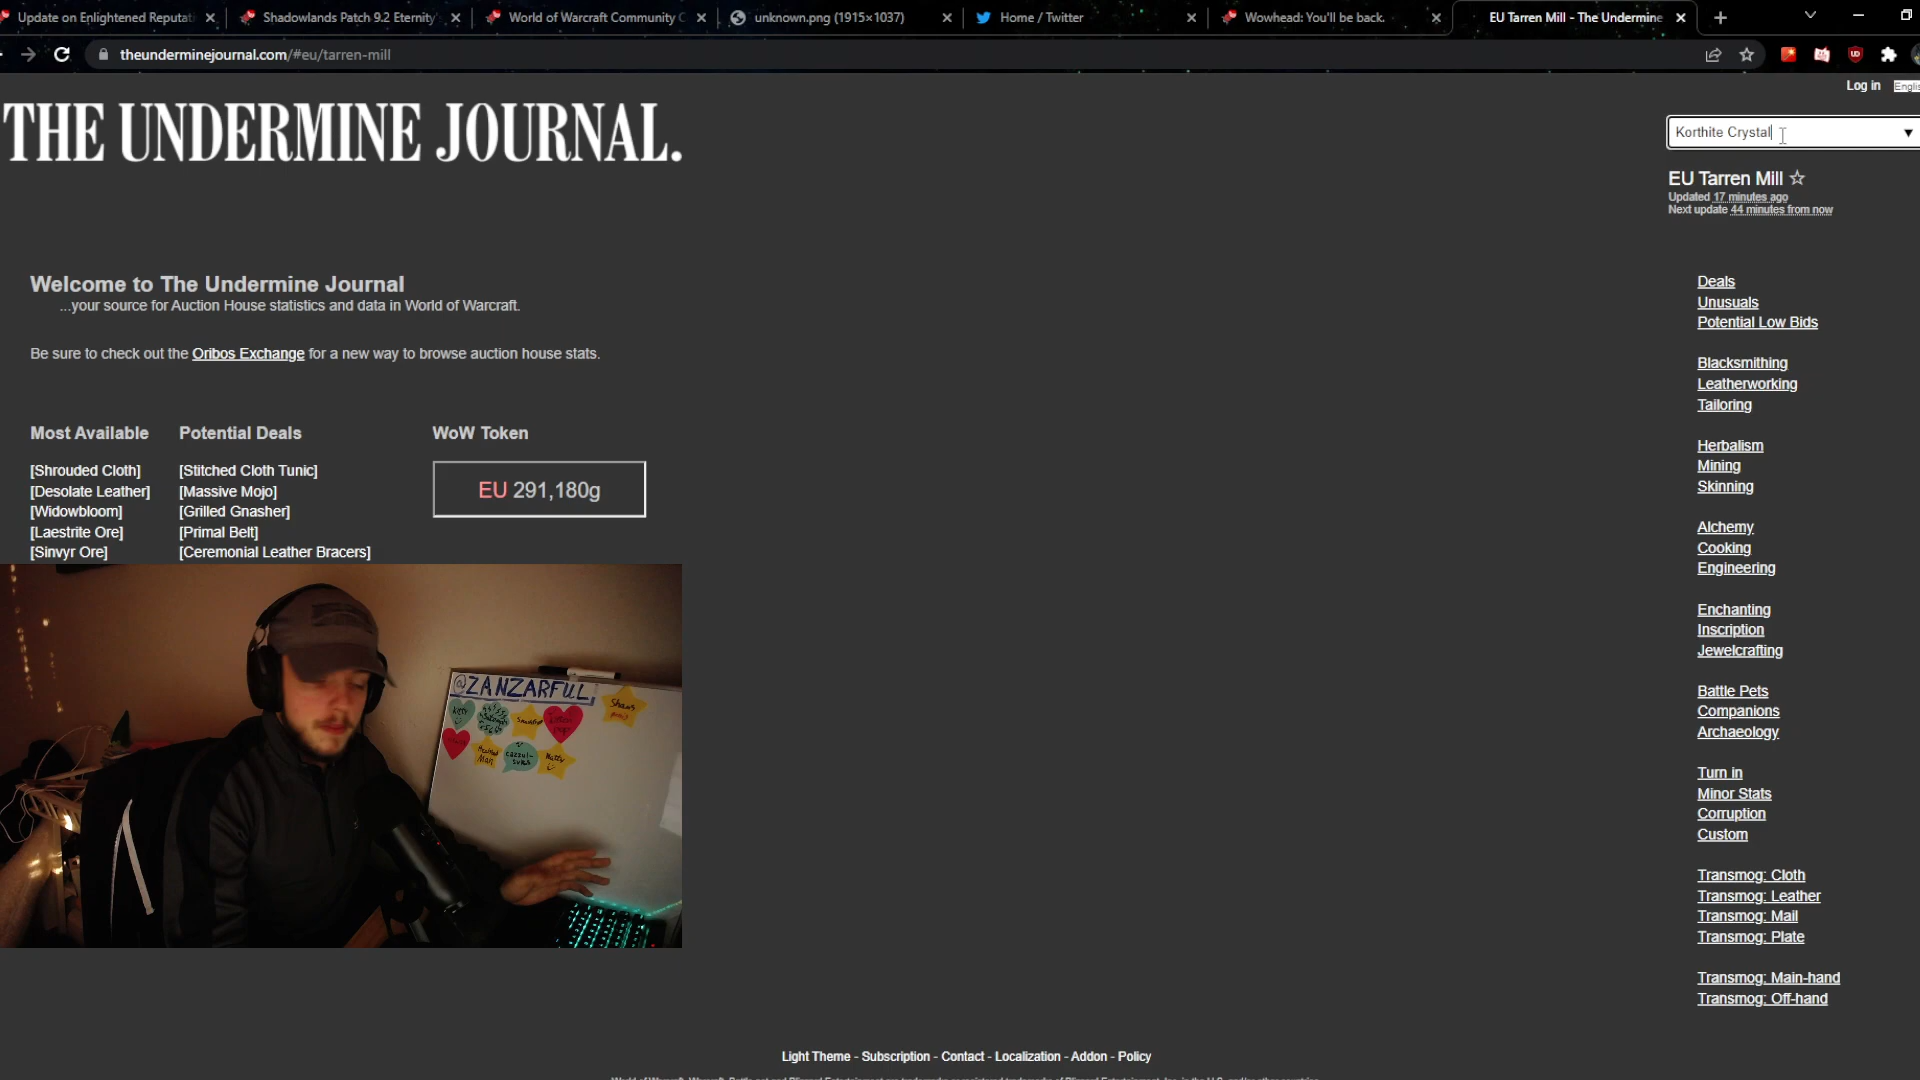 Update on Enlightened Reputat
Shadowlands Patch 9.2 Eternity
World of Warcraft Community C
unknown.png (1915×1037)
Home / Twitter
Wowhead: You'll be back.
EU Tarren Mill - The Undermine
theunderminejournal.com/#eu/tarren-mill
Log in
Englis
THE UNDERMINE JOURNAL.
Korthite Crystal
EU Tarren Mill
Updated 17 minutes ago
Next update 44 minutes from now
Welcome to The Undermine Journal
...your source for Auction House statistics and data in World of Warcraft.
Be sure to check out the Oribos Exchange for a new way to browse auction house stats.
Most Available
[Shrouded Cloth]
[Desolate Leather]
[Widowbloom]
[Laestrite Ore]
[Sinvyr Ore]
Potential Deals
[Stitched Cloth Tunic]
[Massive Mojo]
[Grilled Gnasher]
[Primal Belt]
[Ceremonial Leather Bracers]
WoW Token
EU 291,180g
@ZANZARFUL
Deals
Unusuals
Potential Low Bids
Blacksmithing
Leatherworking
Tailoring
Herbalism
Mining
Skinning
Alchemy
Cooking
Engineering
Enchanting
Inscription
Jewelcrafting
Battle Pets
Companions
Archaeology
Turn in
Minor Stats
Corruption
Custom
Transmog: Cloth
Transmog: Leather
Transmog: Mail
Transmog: Plate
Transmog: Main-hand
Transmog: Off-hand
Light Theme - Subscription - Contact - Localization - Addon - Policy